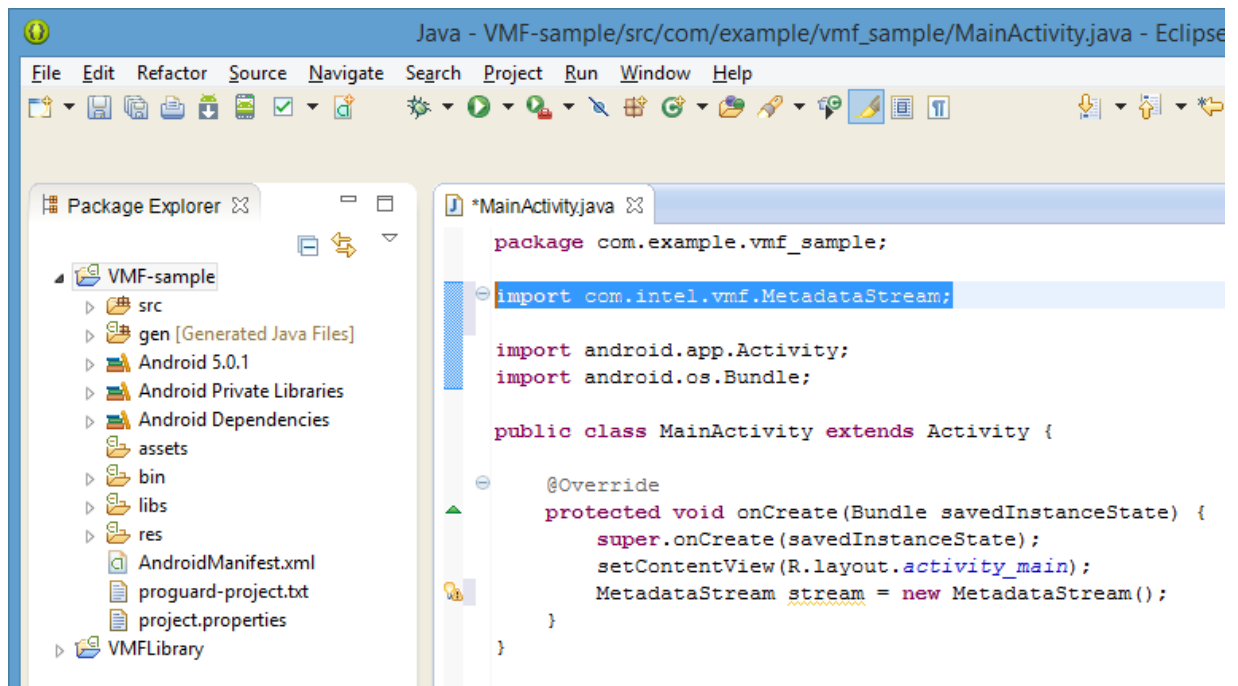 Java - VMF-sample/src/com/example/vmf_sample/MainActivity.java - Eclipse
File Edit Refactor Source Navigate Search Project Run Window Help
Package Explorer
VMF-sample
src
gen [Generated Java Files]
Android 5.0.1
Android Private Libraries
Android Dependencies
assets
bin
libs
res
AndroidManifest.xml
proguard-project.txt
project.properties
VMFLibrary
*MainActivity.java
package com.example.vmf_sample;
import com.intel.vmf.MetadataStream;
import android.app.Activity;
import android.os.Bundle;
public class MainActivity extends Activity {
@Override
protected void onCreate(Bundle savedInstanceState) {
super.onCreate(savedInstanceState);
setContentView(R.layout.activity_main);
MetadataStream stream = new MetadataStream();
}
}